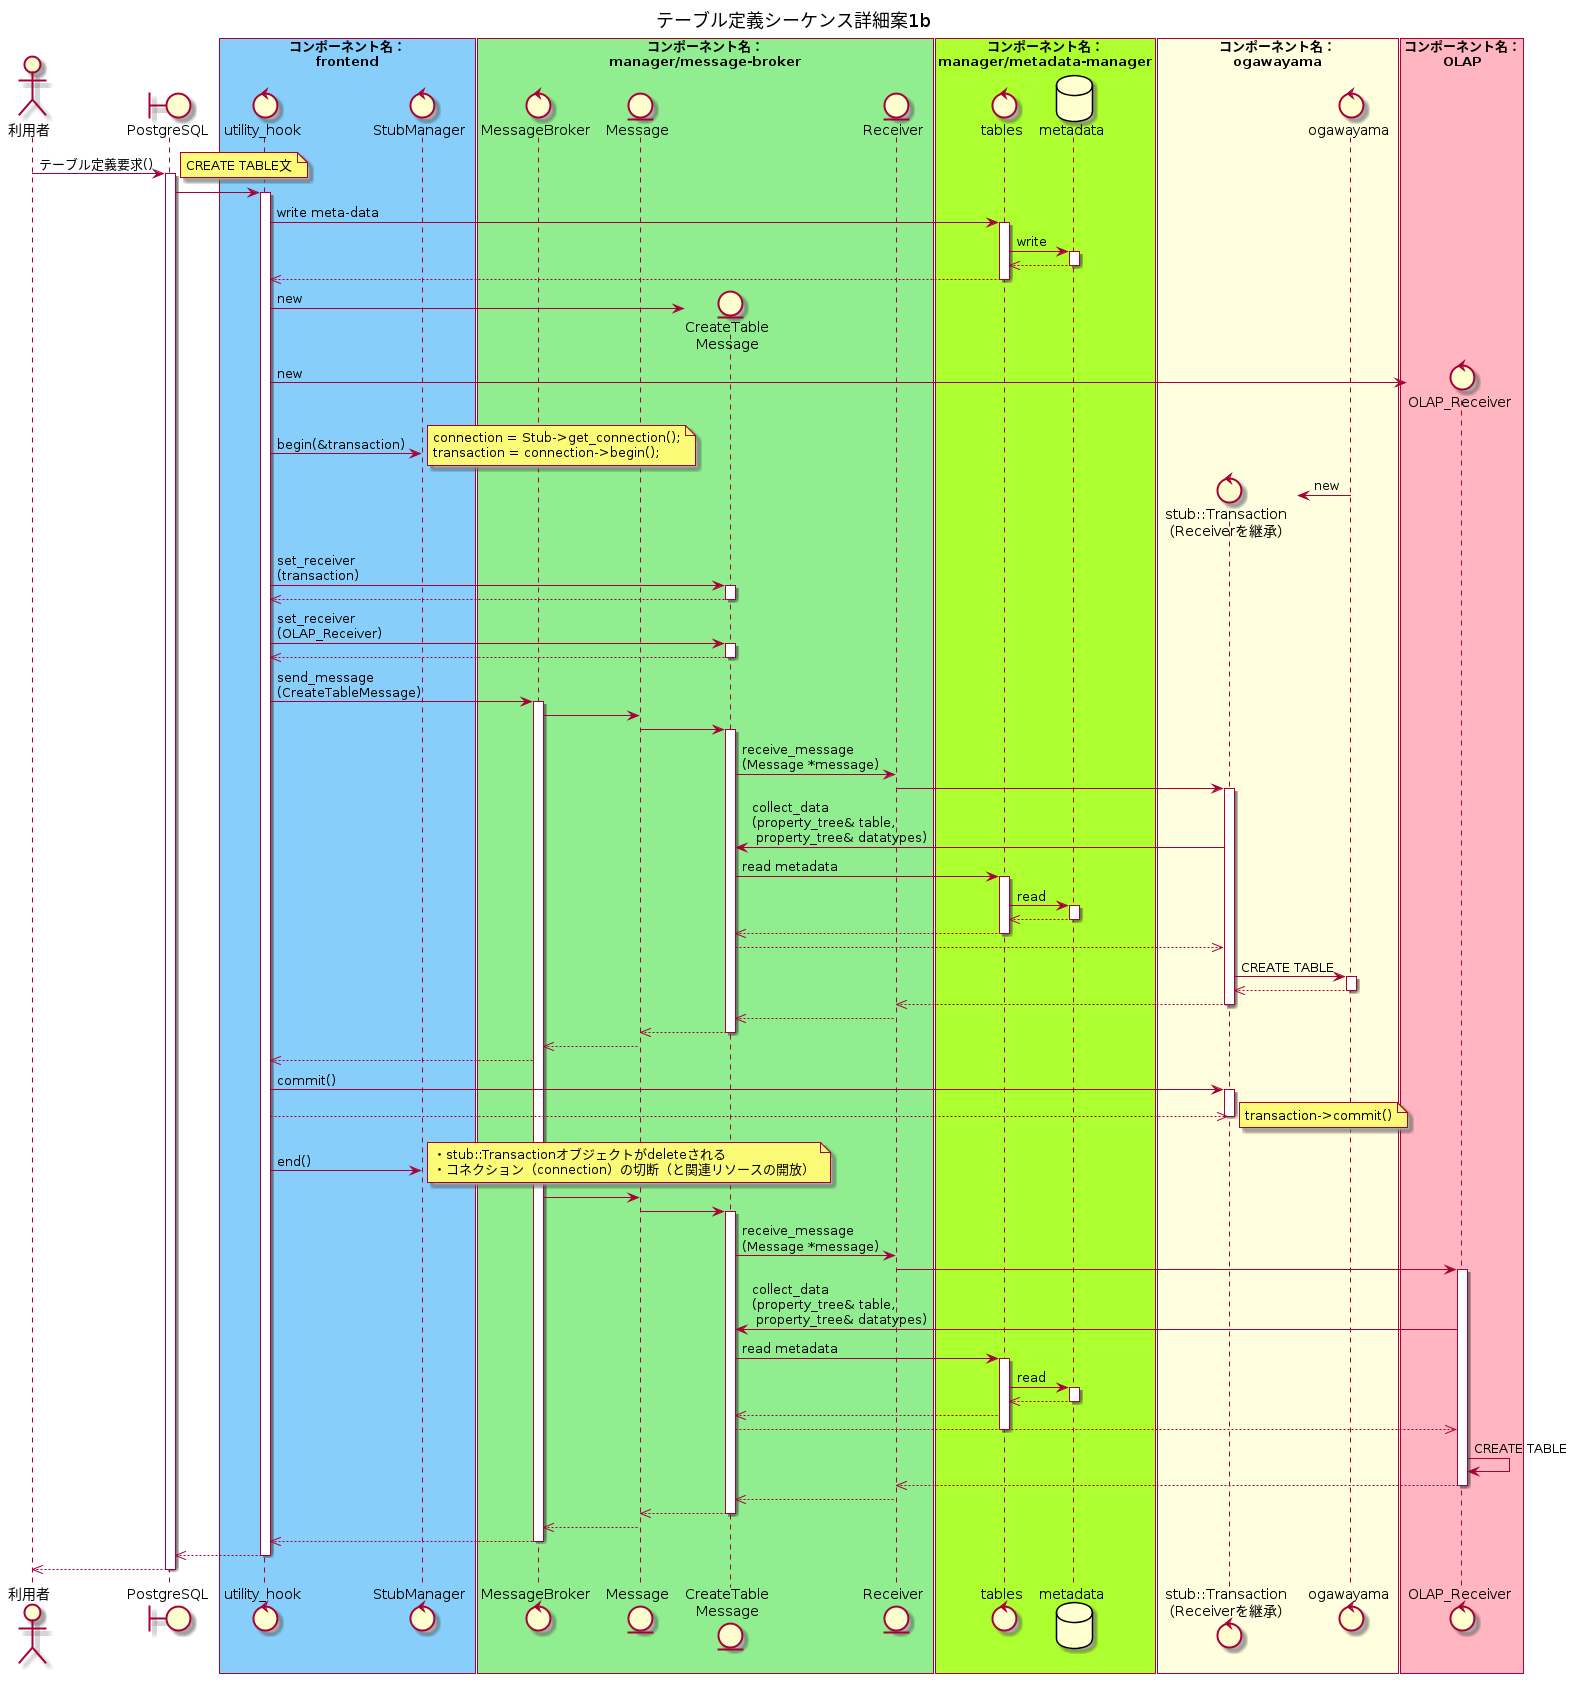 テーブル定義シーケンス詳細案1b
コンポーネント名：
frontend
コンポーネント名：
manager/message-broker
コンポーネント名：
manager/metadata-manager
コンポーネント名：
ogawayama
コンポーネント名：
OLAP
利用者
PostgreSQL
utility_hook
StubManager
MessageBroker
Message
Receiver
tables
metadata
ogawayama
テーブル定義要求()
CREATE TABLE文
write meta-data
write
new
CreateTable
Message
new
OLAP_Receiver
begin(&transaction)
connection = Stub->get_connection();
transaction = connection->begin();
new
stub::Transaction
(Receiverを継承)
set_receiver
(transaction)
set_receiver
(OLAP_Receiver)
send_message
(CreateTableMessage)
receive_message
(Message *message)
collect_data
(property_tree& table,
property_tree& datatypes)
read metadata
read
CREATE TABLE
commit()
transaction->commit()
end()
・stub::Transactionオブジェクトがdeleteされる
・コネクション（connection）の切断（と関連リソースの開放）
receive_message
(Message *message)
collect_data
(property_tree& table,
property_tree& datatypes)
read metadata
read
CREATE TABLE
利用者
PostgreSQL
utility_hook
StubManager
MessageBroker
Message
CreateTable
Message
Receiver
tables
metadata
stub::Transaction
(Receiverを継承)
ogawayama
OLAP_Receiver